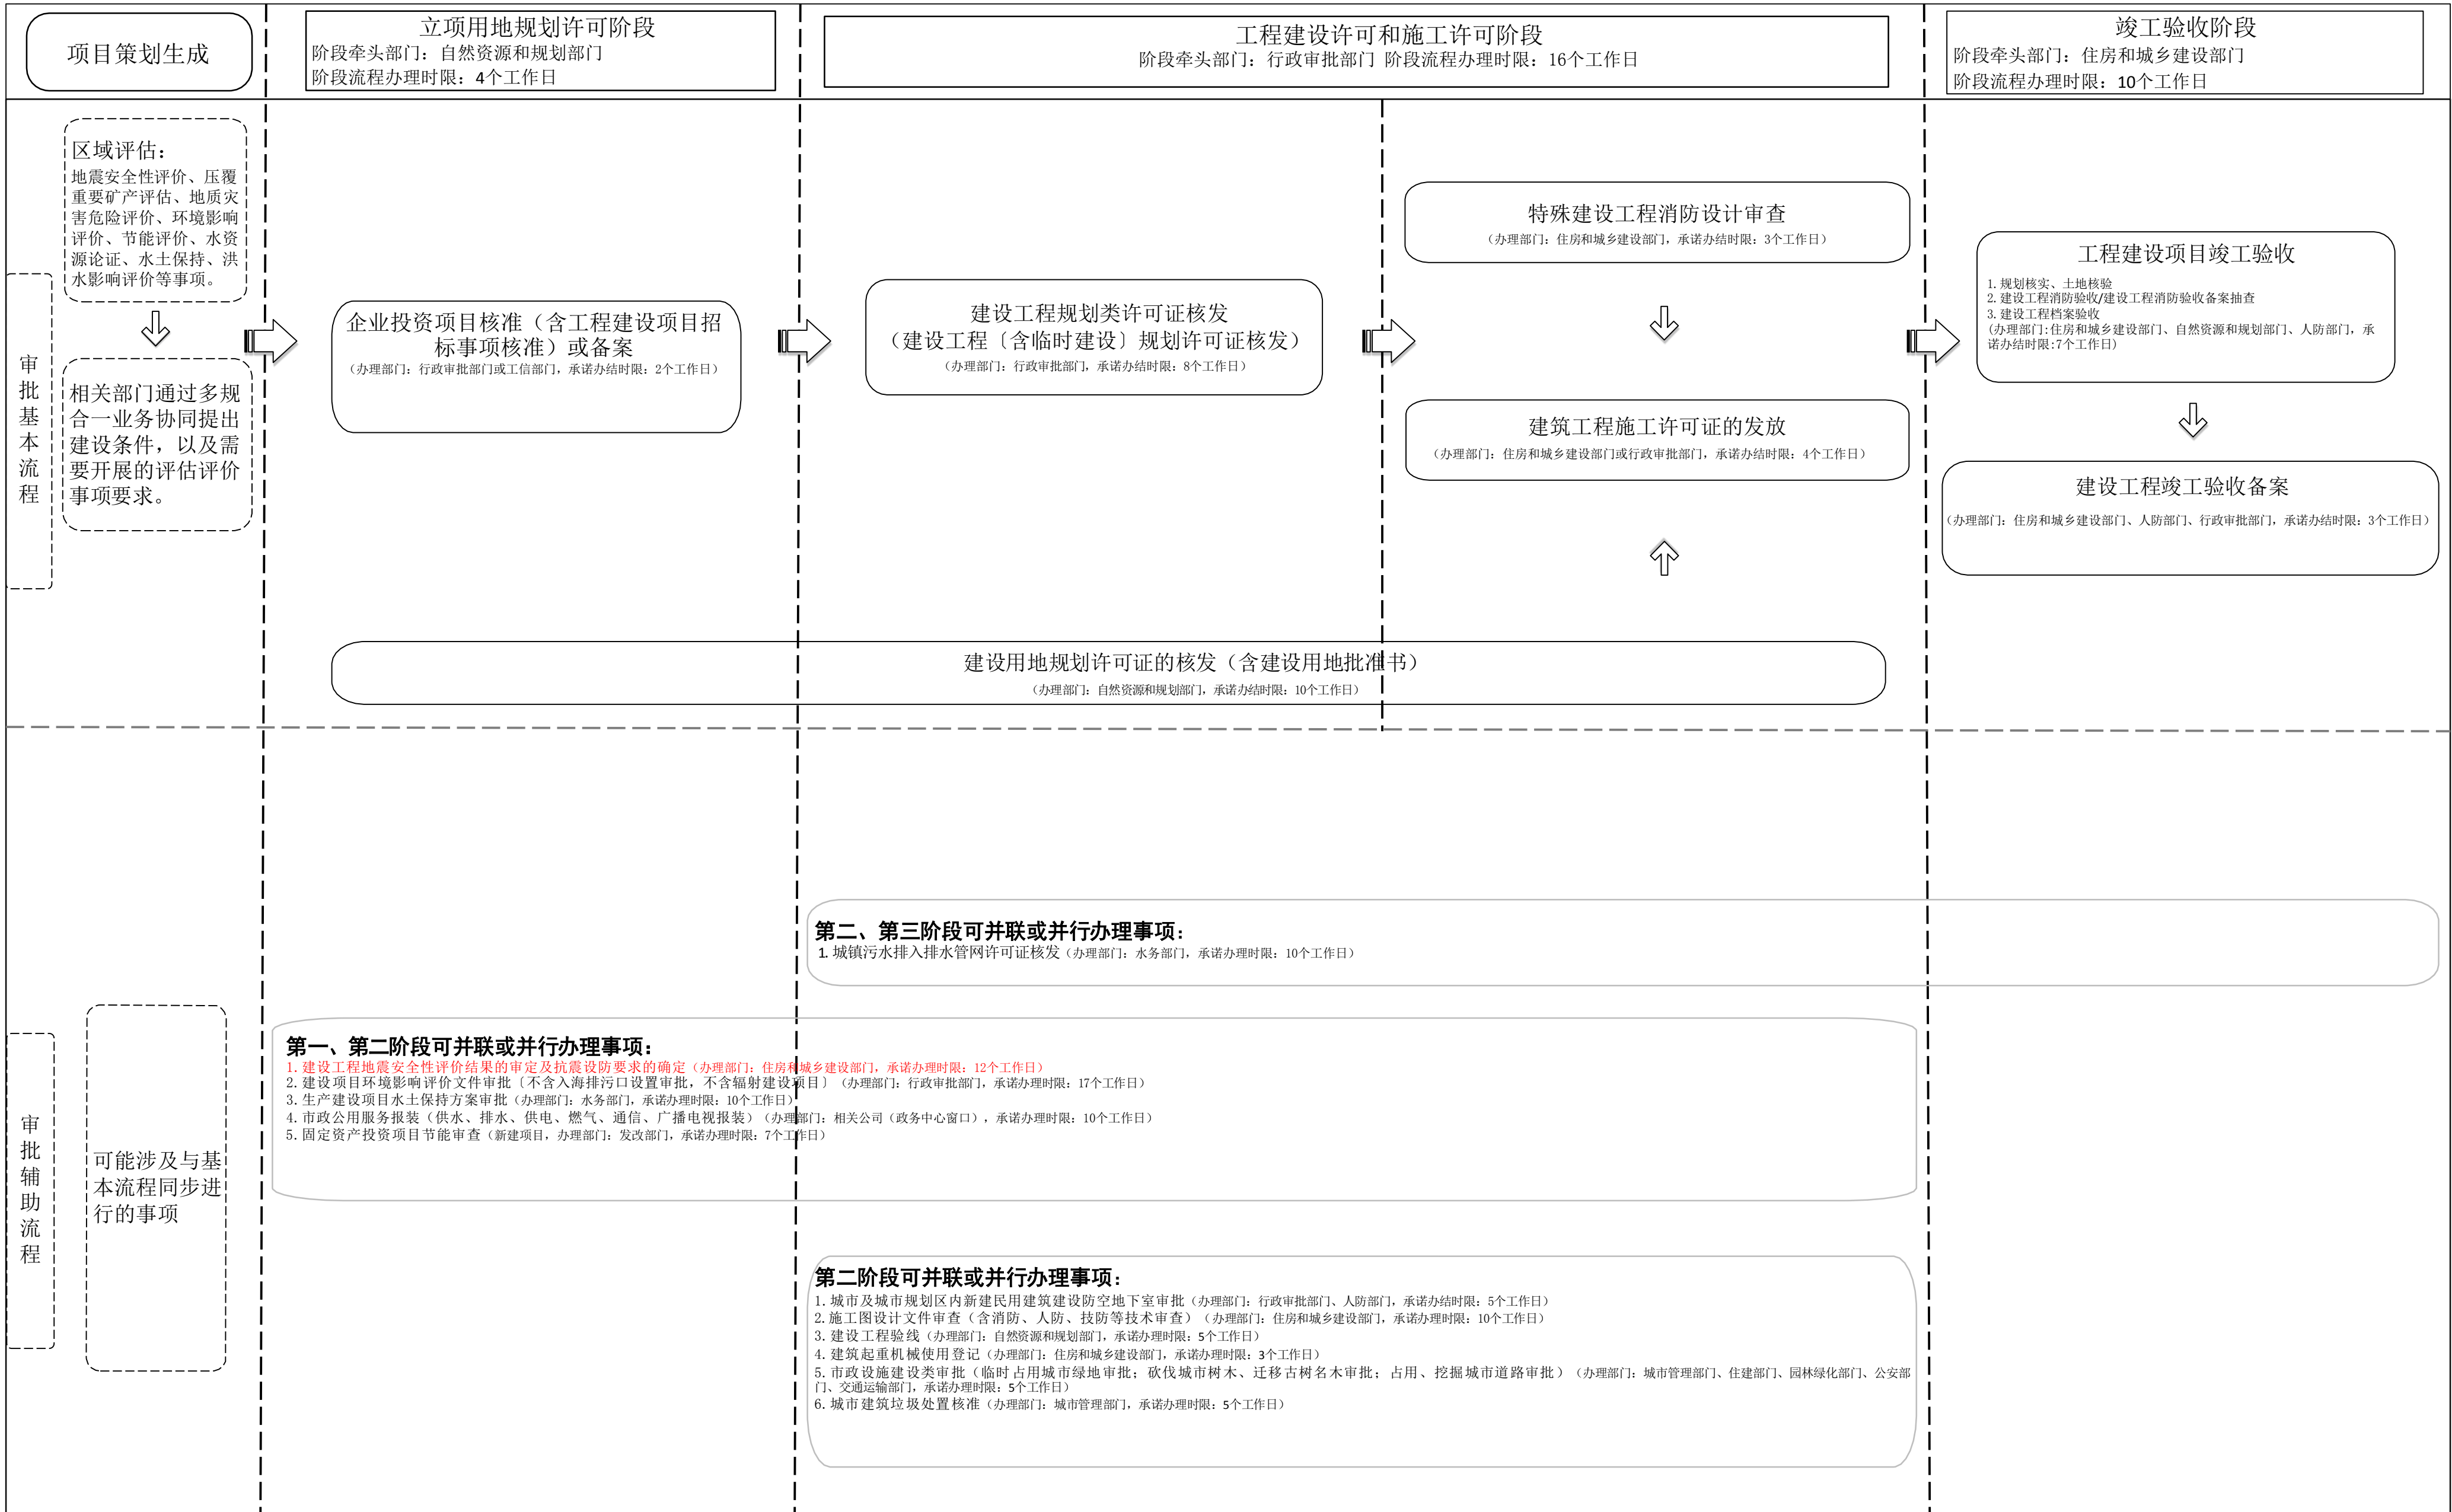 项目策划生成
立项用地规划许可阶段
阶段牵头部门：自然资源和规划部门
阶段流程办理时限：4个工作日
工程建设许可和施工许可阶段
阶段牵头部门：行政审批部门 阶段流程办理时限：16个工作日
竣工验收阶段
阶段牵头部门：住房和城乡建设部门
阶段流程办理时限：10个工作日
审批基本流程
区域评估：
地震安全性评价、压覆
重要矿产评估、地质灾
害危险评价、环境影响
评价、节能评价、水资
源论证、水土保持、洪
水影响评价等事项。
相关部门通过多规
合一业务协同提出
建设条件，以及需
要开展的评估评价
事项要求。
企业投资项目核准（含工程建设项目招
标事项核准）或备案
（办理部门：行政审批部门或工信部门，承诺办结时限：2个工作日）
建设工程规划类许可证核发
（建设工程〔含临时建设〕规划许可证核发）
（办理部门：行政审批部门，承诺办结时限：8个工作日）
特殊建设工程消防设计审查
（办理部门：住房和城乡建设部门，承诺办结时限：3个工作日）
建筑工程施工许可证的发放
（办理部门：住房和城乡建设部门或行政审批部门，承诺办结时限：4个工作日）
工程建设项目竣工验收
1.规划核实、土地核验
2.建设工程消防验收/建设工程消防验收备案抽查
3.建设工程档案验收
(办理部门:住房和城乡建设部门、自然资源和规划部门、人防部门，承
诺办结时限:7个工作日)
建设工程竣工验收备案
（办理部门：住房和城乡建设部门、人防部门、行政审批部门，承诺办结时限：3个工作日）
建设用地规划许可证的核发（含建设用地批准书）
（办理部门：自然资源和规划部门，承诺办结时限：10个工作日）
审批辅助流程
可能涉及与基
本流程同步进
行的事项
第二、第三阶段可并联或并行办理事项：
1.城镇污水排入排水管网许可证核发（办理部门：水务部门，承诺办理时限：10个工作日）
第一、第二阶段可并联或并行办理事项：
1.建设工程地震安全性评价结果的审定及抗震设防要求的确定（办理部门：住房和城乡建设部门，承诺办理时限：12个工作日）
2.建设项目环境影响评价文件审批〔不含入海排污口设置审批，不含辐射建设项目〕（办理部门：行政审批部门，承诺办理时限：17个工作日）
3.生产建设项目水土保持方案审批（办理部门：水务部门，承诺办理时限：10个工作日）
4.市政公用服务报装（供水、排水、供电、燃气、通信、广播电视报装）（办理部门：相关公司（政务中心窗口），承诺办理时限：10个工作日）
5.固定资产投资项目节能审查（新建项目，办理部门：发改部门，承诺办理时限：7个工作日）
第二阶段可并联或并行办理事项：
1.城市及城市规划区内新建民用建筑建设防空地下室审批（办理部门：行政审批部门、人防部门，承诺办结时限：5个工作日）
2.施工图设计文件审查（含消防、人防、技防等技术审查）（办理部门：住房和城乡建设部门，承诺办理时限：10个工作日）
3.建设工程验线（办理部门：自然资源和规划部门，承诺办理时限：5个工作日）
4.建筑起重机械使用登记（办理部门：住房和城乡建设部门，承诺办理时限：3个工作日）
5.市政设施建设类审批（临时占用城市绿地审批；砍伐城市树木、迁移古树名木审批；占用、挖掘城市道路审批）（办理部门：城市管理部门、住建部门、园林绿化部门、公安部
门、交通运输部门，承诺办理时限：5个工作日）
6.城市建筑垃圾处置核准（办理部门：城市管理部门，承诺办理时限：5个工作日）